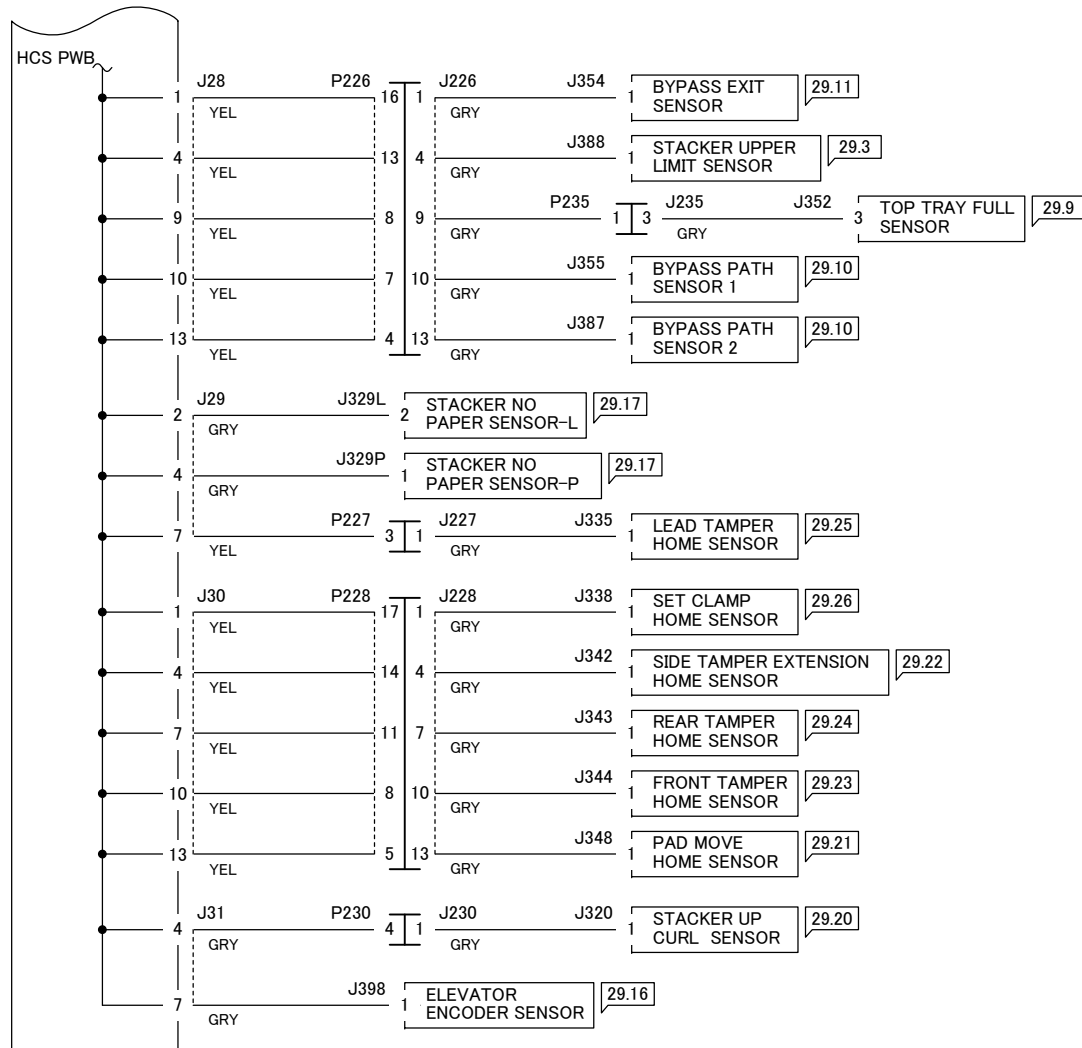 HCS PWB
1 J28 P226 16 1 J226 J354 1 BYPASS EXIT 29.11
SENSOR
YEL GRY
4 13 4 J388 1 STACKER UPPER 29.3
LIMIT SENSOR
YEL GRY
9 8 9 P235 1 3 J235 J352 3 TOP TRAY FULL 29.9
SENSOR
YEL GRY GRY
10 7 10 J355 1 BYPASS PATH 29.10
SENSOR 1
YEL GRY
13 4 13 J387 1 BYPASS PATH 29.10
SENSOR 2
YEL GRY
2 J29 J329L 2 STACKER NO 29.17
PAPER SENSOR-L
GRY
4 J329P 1 STACKER NO 29.17
PAPER SENSOR-P
GRY
7 P227 3 1 J227 J335 1 LEAD TAMPER 29.25
HOME SENSOR
YEL GRY
1 J30 P228 17 1 J228 J338 1 SET CLAMP 29.26
HOME SENSOR
YEL GRY
4 14 4 J342 1 SIDE TAMPER EXTENSION 29.22
HOME SENSOR
YEL GRY
7 11 7 J343 1 REAR TAMPER 29.24
HOME SENSOR
YEL GRY
10 8 10 J344 1 FRONT TAMPER 29.23
HOME SENSOR
YEL GRY
13 5 13 J348 1 PAD MOVE 29.21
HOME SENSOR
YEL GRY
4 J31 P230 4 1 J230 J320 1 STACKER UP 29.20
CURL SENSOR
GRY GRY
7 J398 1 ELEVATOR 29.16
ENCODER SENSOR
GRY